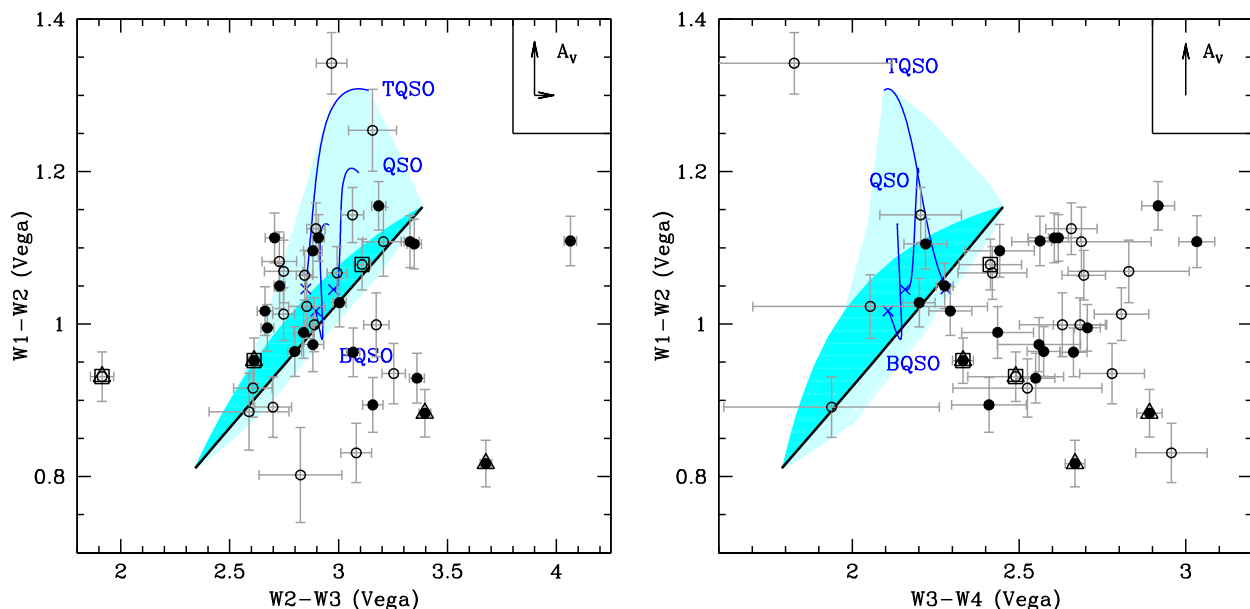 1.4
1.2
1
0.8
W1−W2 (Vega)
TQSO
QSO
BQSO
A_V
2
2.5
3
3.5
4
W2−W3 (Vega)
1.4
1.2
1
0.8
W1−W2 (Vega)
TQSO
QSO
BQSO
A_V
2
2.5
3
W3−W4 (Vega)